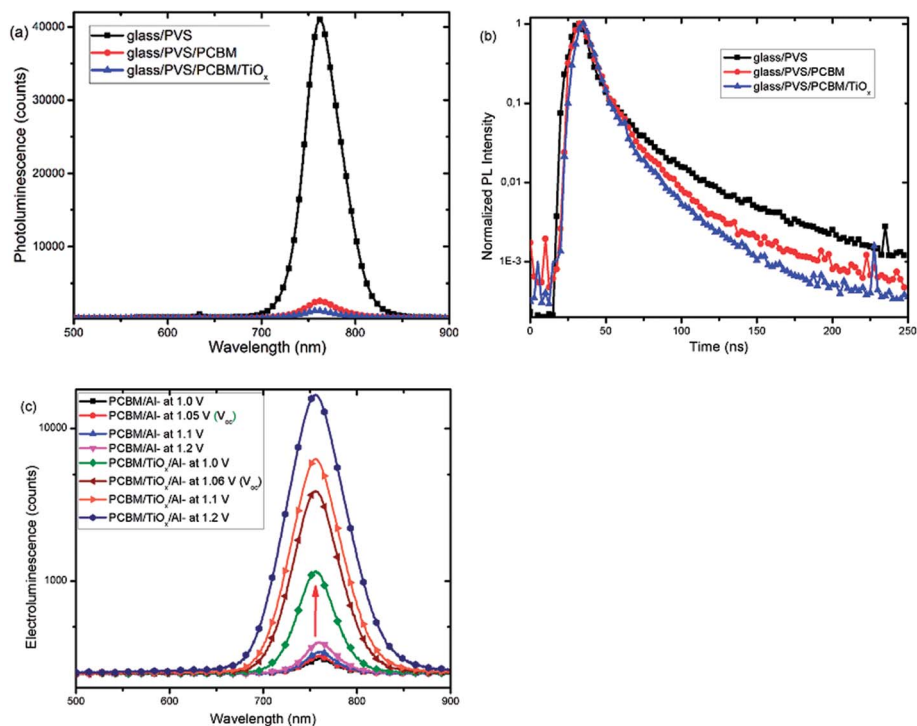 (a)
glass/PVS
glass/PVS/PCBM
glass/PVS/PCBM/TiOx
40000
30000
20000
10000
Photoluminescence (counts)
500
600
700
800
900
Wavelength (nm)
(b)
glass/PVS
glass/PVS/PCBM
glass/PVS/PCBM/TiOx
1
0,1
0,01
1E-3
Normalized PL Intensity
0
50
100
150
200
250
Time (ns)
(c)
PCBM/Al- at 1.0 V
PCBM/Al- at 1.05 V (Voc)
PCBM/Al- at 1.1 V
PCBM/Al- at 1.2 V
PCBM/TiOx/Al- at 1.0 V
PCBM/TiOx/Al- at 1.06 V (Voc)
PCBM/TiOx/Al- at 1.1 V
PCBM/TiOx/Al- at 1.2 V
10000
1000
Electroluminescence (counts)
500
600
700
800
900
Wavelength (nm)